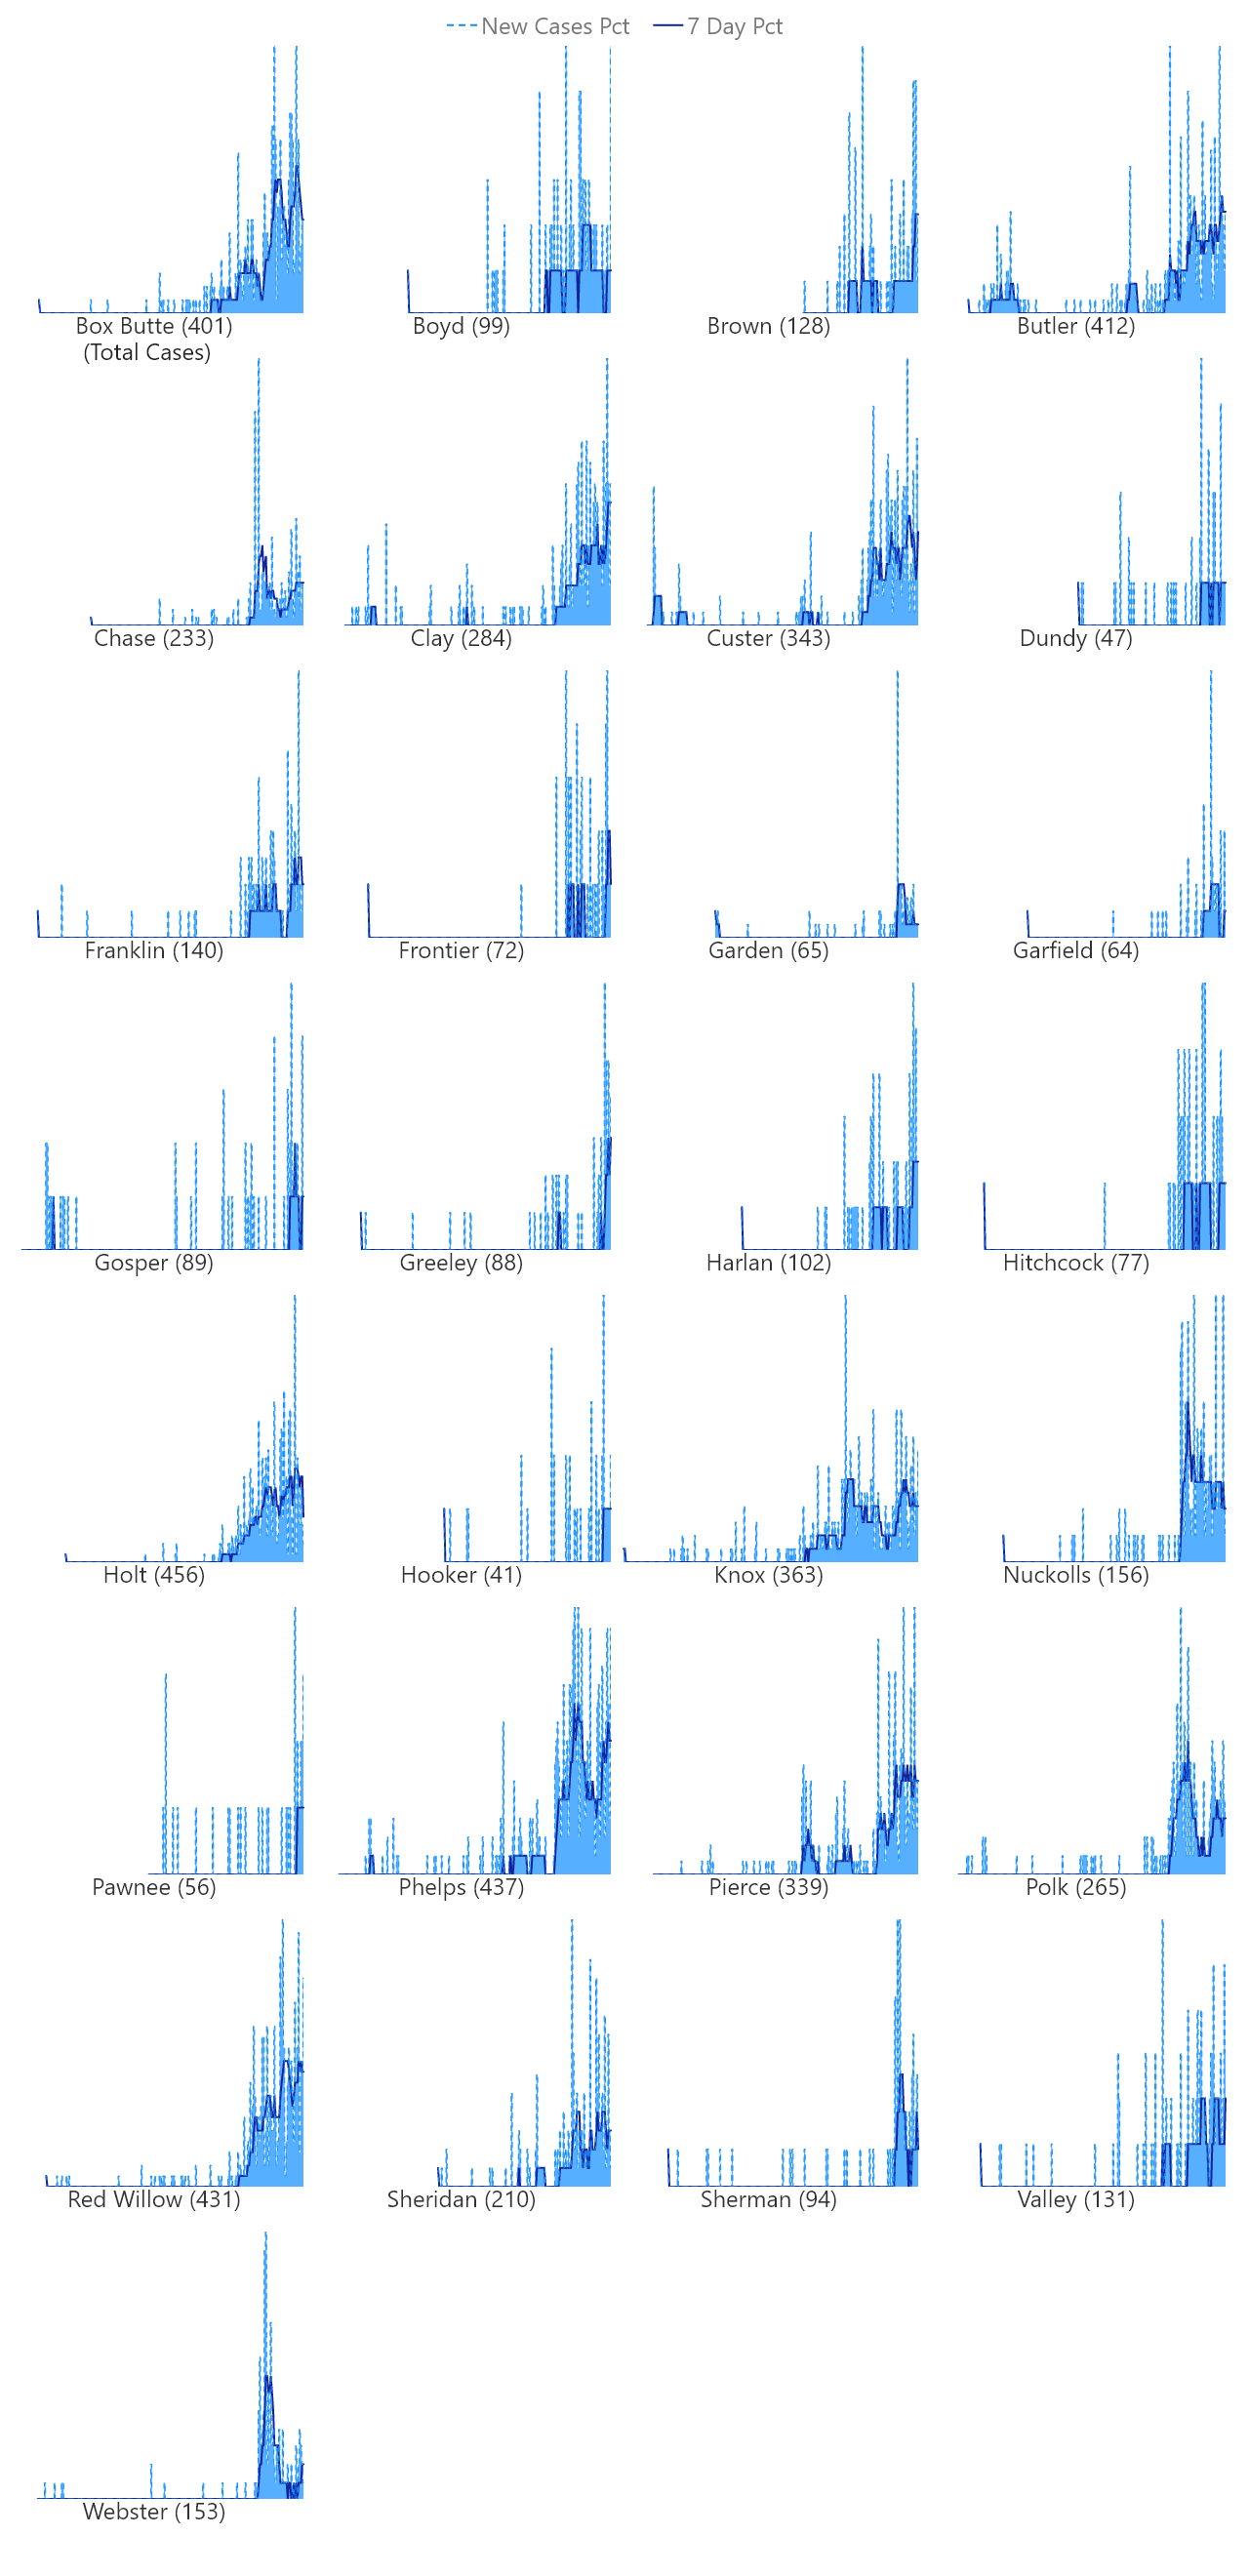 New Cases Pct 7 Day Pct
Box Butte (401) Boyd (99) Brown (128) Butler (412)
(Total Cases)
Chase (233) Clay (284) Custer (343) Dundy (47)
Franklin (140) Frontier (72) Garden (65) Garfield (64)
Gosper (89) Greeley (88) Harlan (102) Hitchcock (77)
Holt (456) Hooker (41) Knox (363) Nuckolls (156)
Pawnee (56) Phelps (437) Pierce (339) Polk (265)
Red Willow (431) Sheridan (210) Sherman (94) Valley (131)
Webster (153)